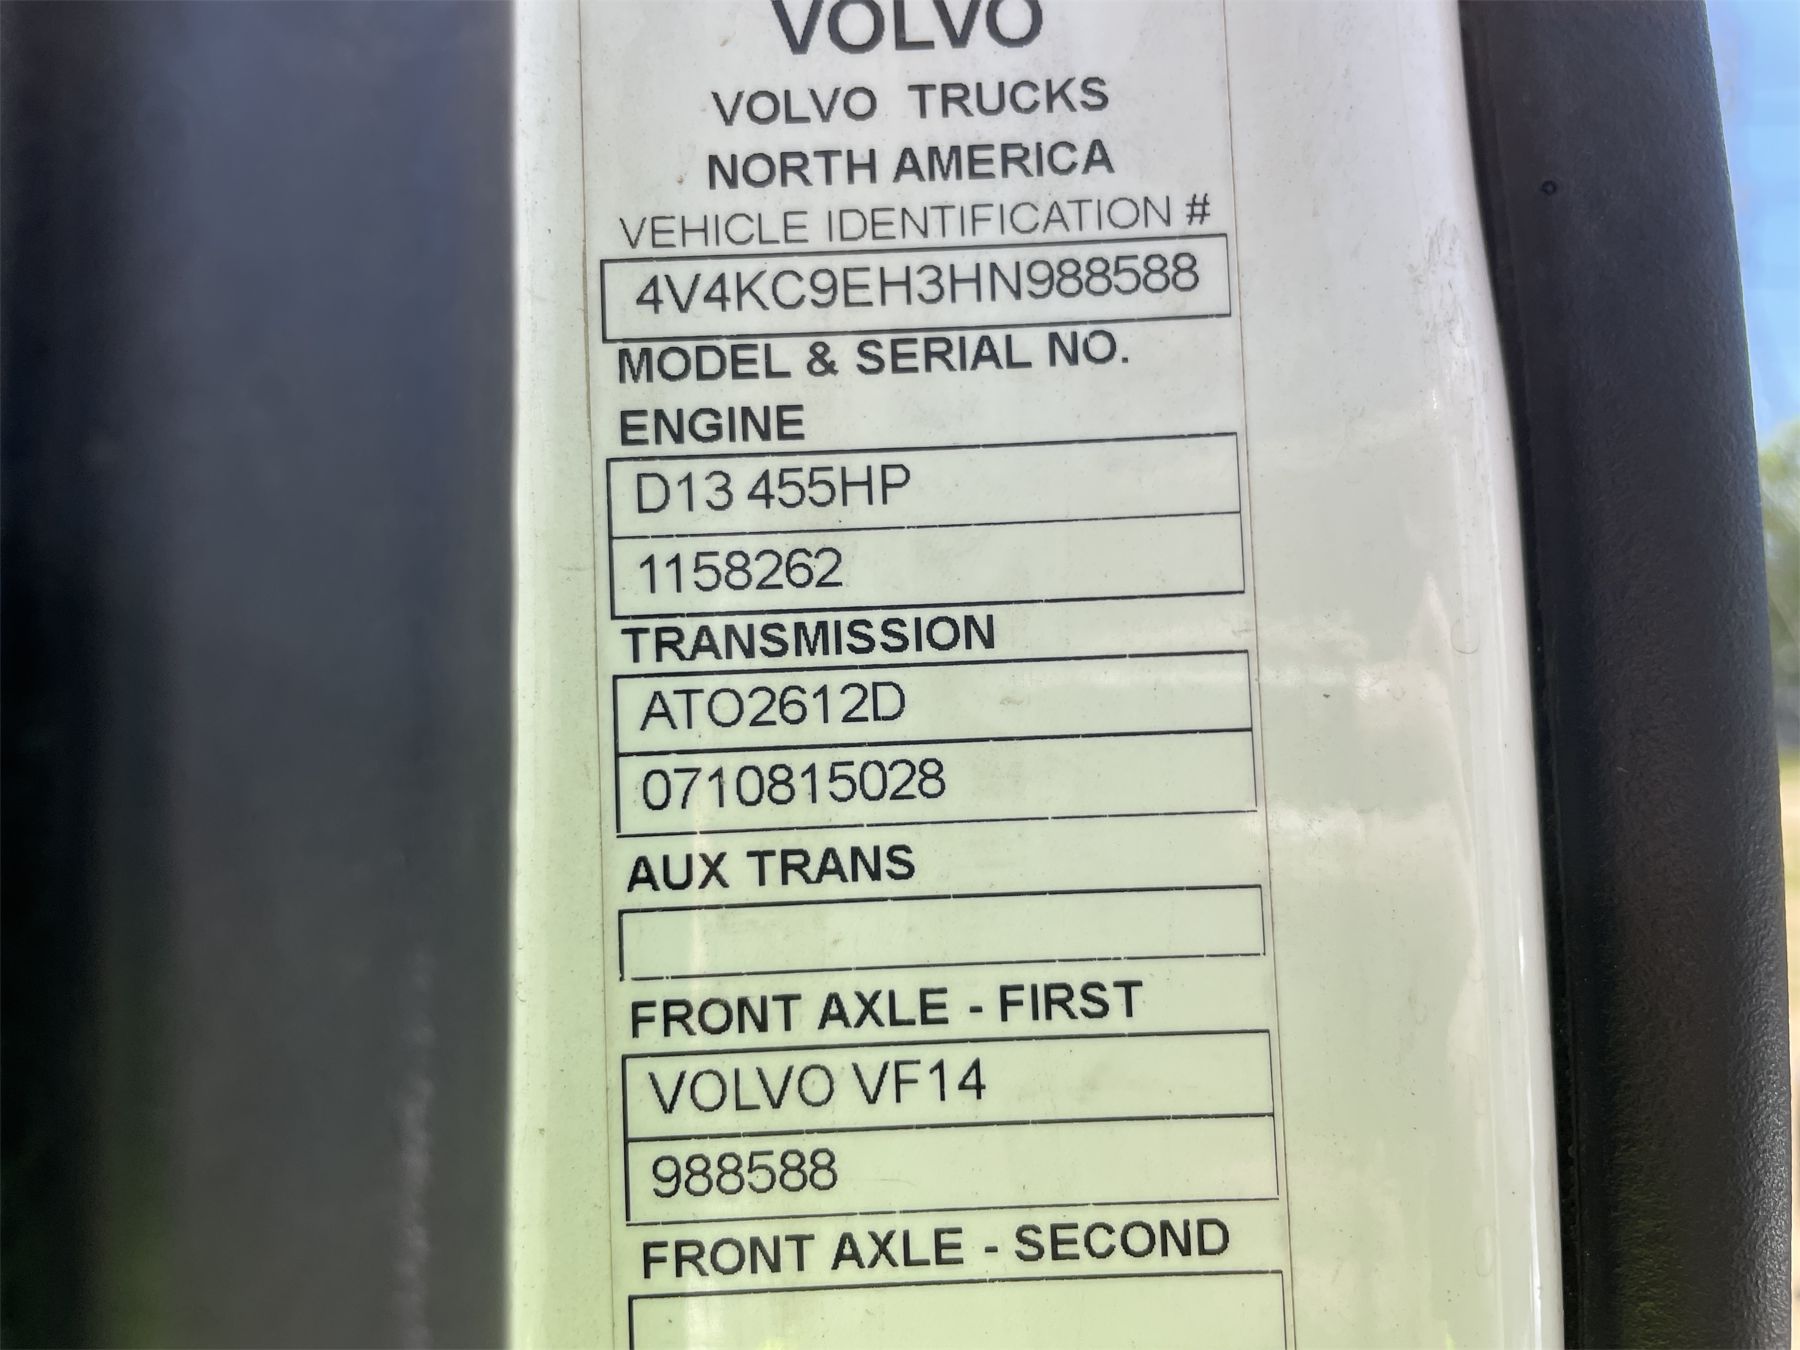 VOLVO
VOLVO TRUCKS
NORTH AMERICA
VEHICLE IDENTIFICATION #
4V4KC9EH3HN988588
MODEL & SERIAL NO.
ENGINE
D13 455HP
1158262
TRANSMISSION
ATO2612D
0710815028
AUX TRANS
FRONT AXLE - FIRST
VOLVO VF14
988588
FRONT AXLE - SECOND